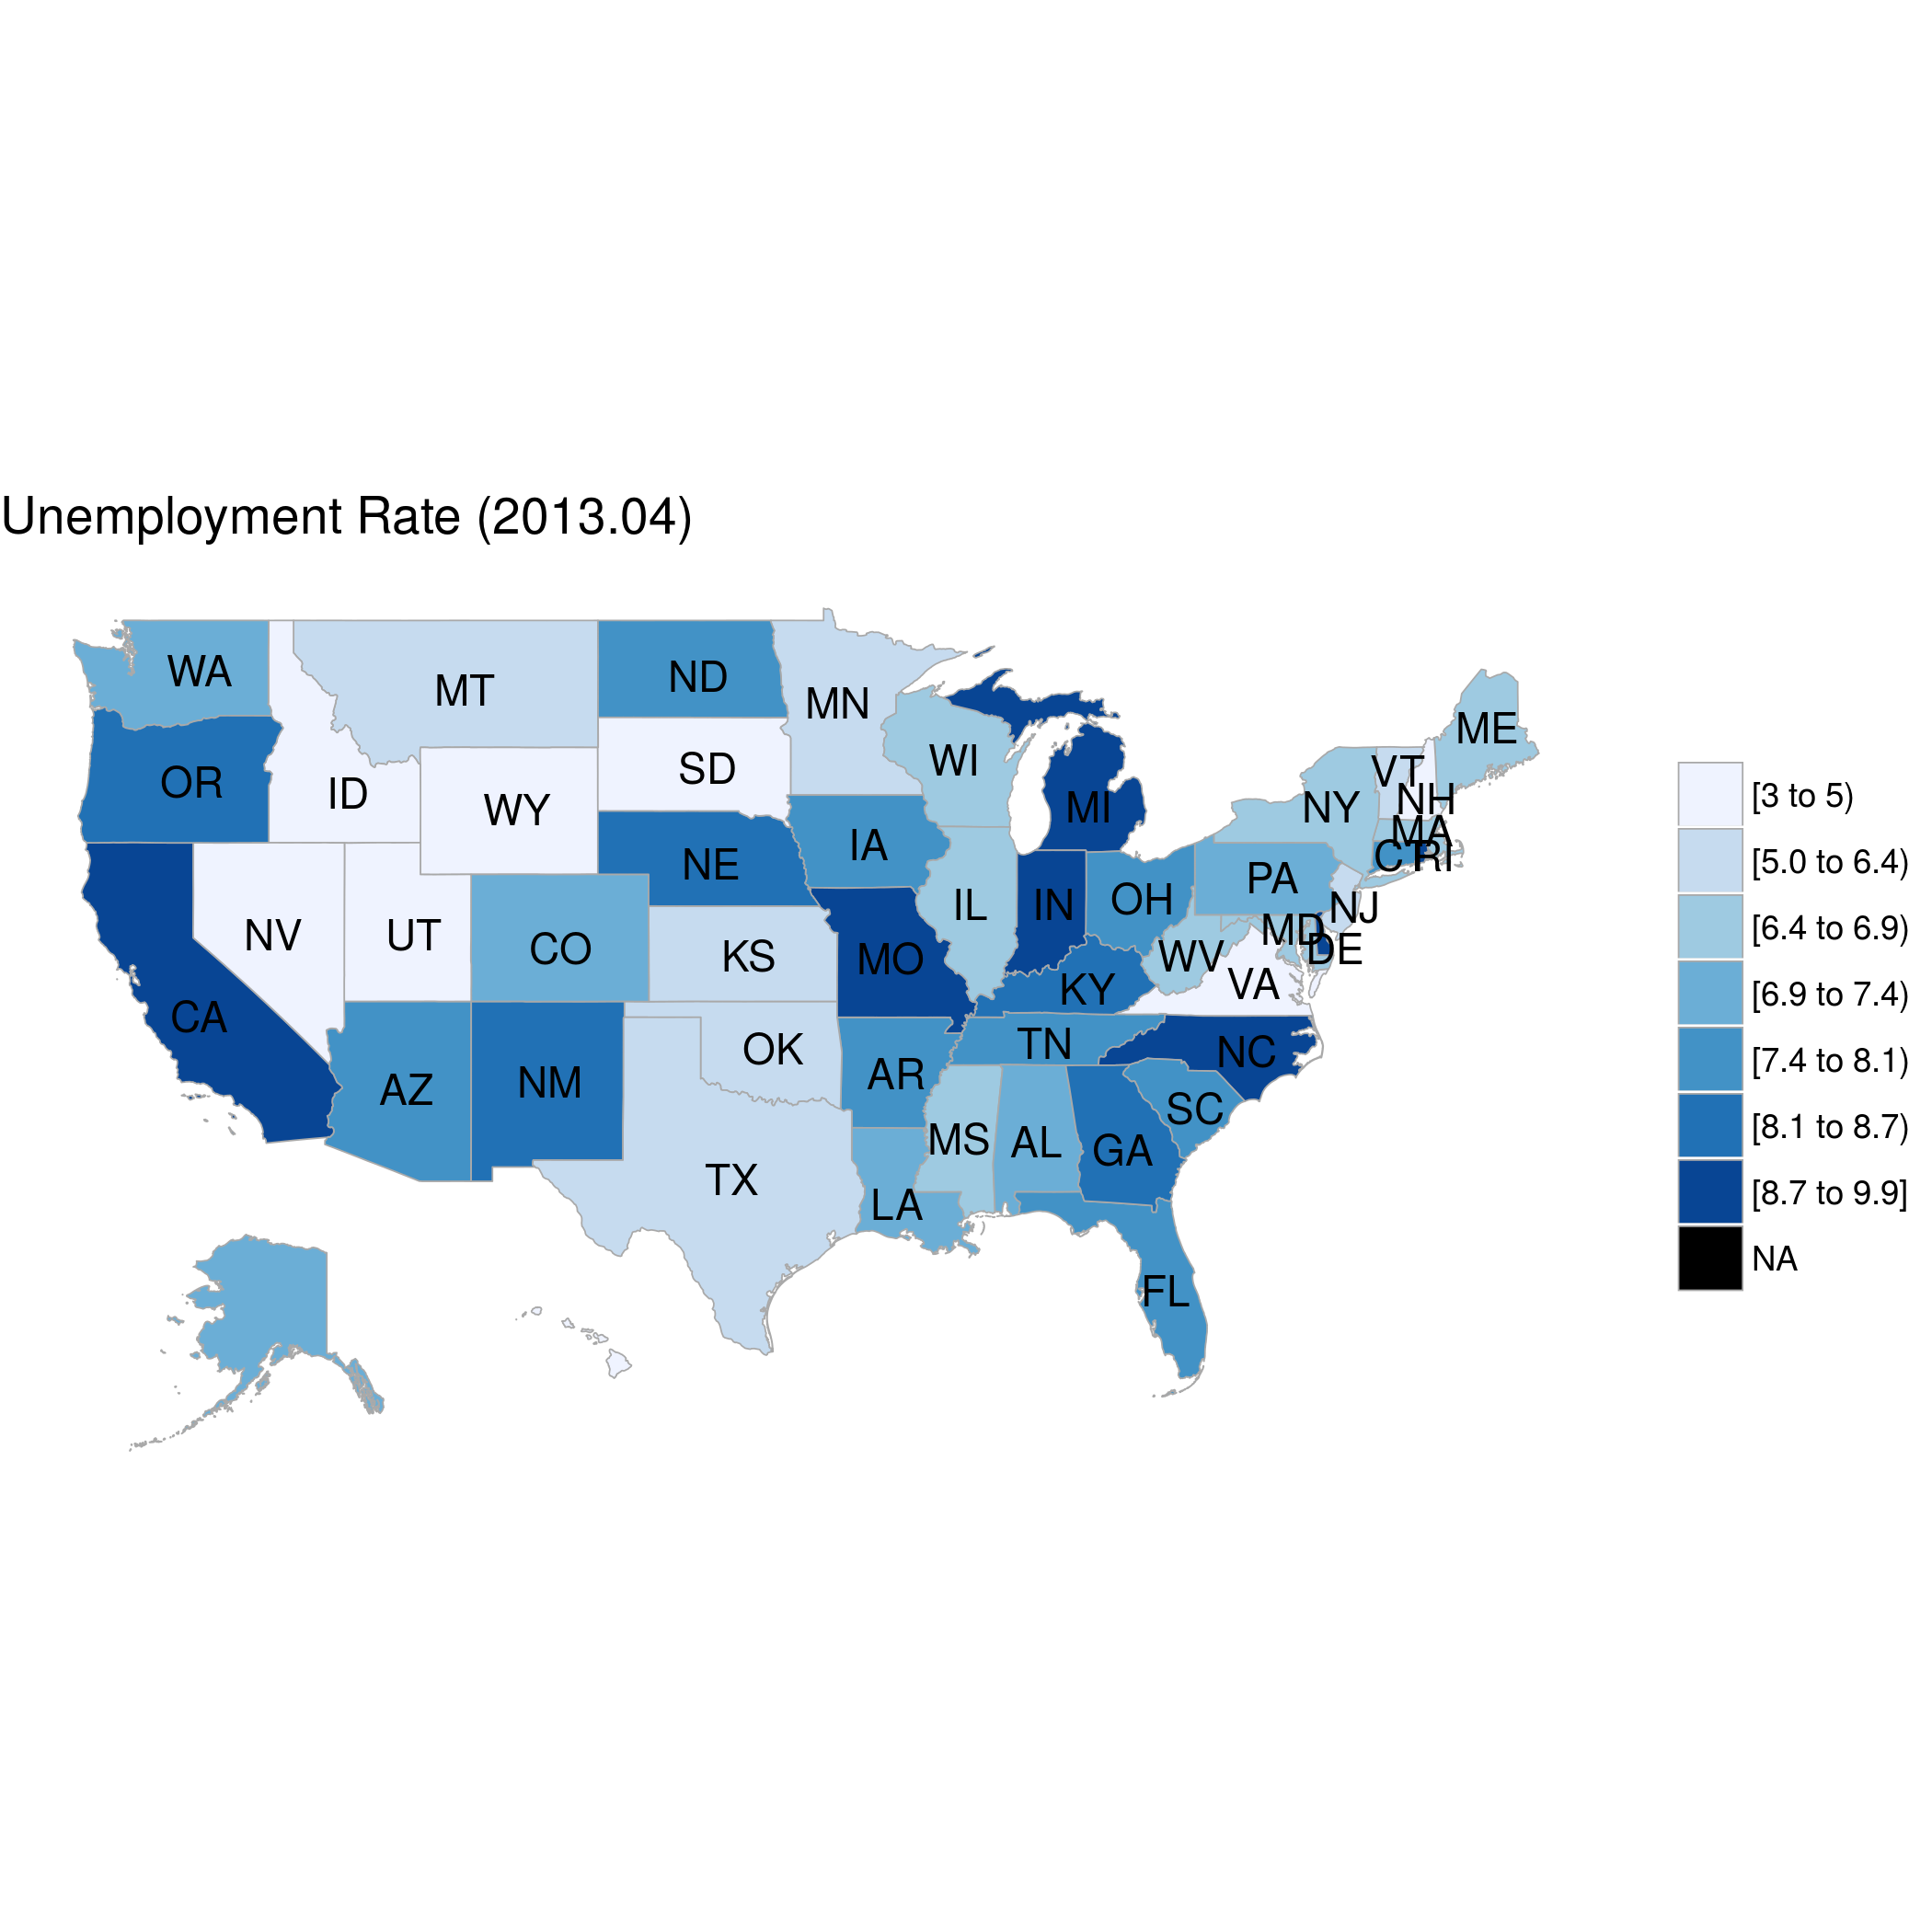 Unemployment Rate (2013.04)
WA
MT
ND
MN
ME
OR
ID
WY
SD
WI
MI
NY
VT
NH
MA
CT
RI
NE
IA
IL
IN
OH
PA
NJ
MD
DE
NV
UT
CO
KS
MO
KY
WV
VA
CA
AZ
NM
OK
AR
TN
NC
SC
TX
LA
MS
AL
GA
FL
[3 to 5)
[5.0 to 6.4)
[6.4 to 6.9)
[6.9 to 7.4)
[7.4 to 8.1)
[8.1 to 8.7)
[8.7 to 9.9]
NA